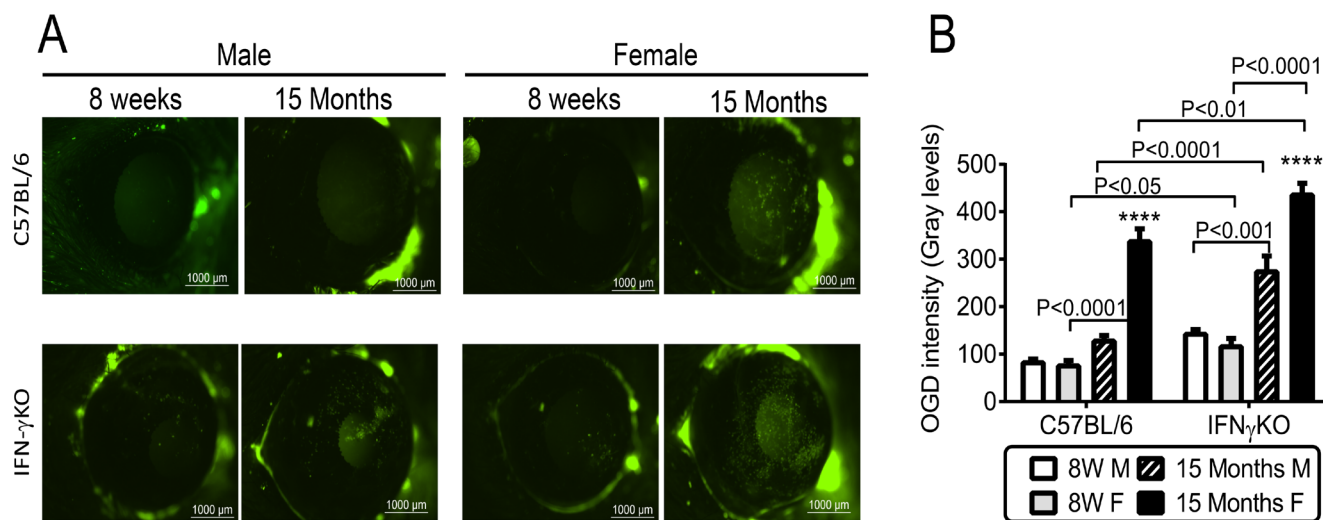 A
Male
Female
8 weeks
15 Months
8 weeks
15 Months
C57BL/6
1000 µm
1000 µm
1000 µm
1000 µm
IFN-γKO
1000 µm
1000 µm
1000 µm
1000 µm
B
P<0.0001
P<0.01
P<0.0001
P<0.05
****
****
P<0.001
P<0.0001
OGD intensity (Gray levels)
500
400
300
200
100
0
C57BL/6
IFNγKO
8W M
15 Months M
8W F
15 Months F